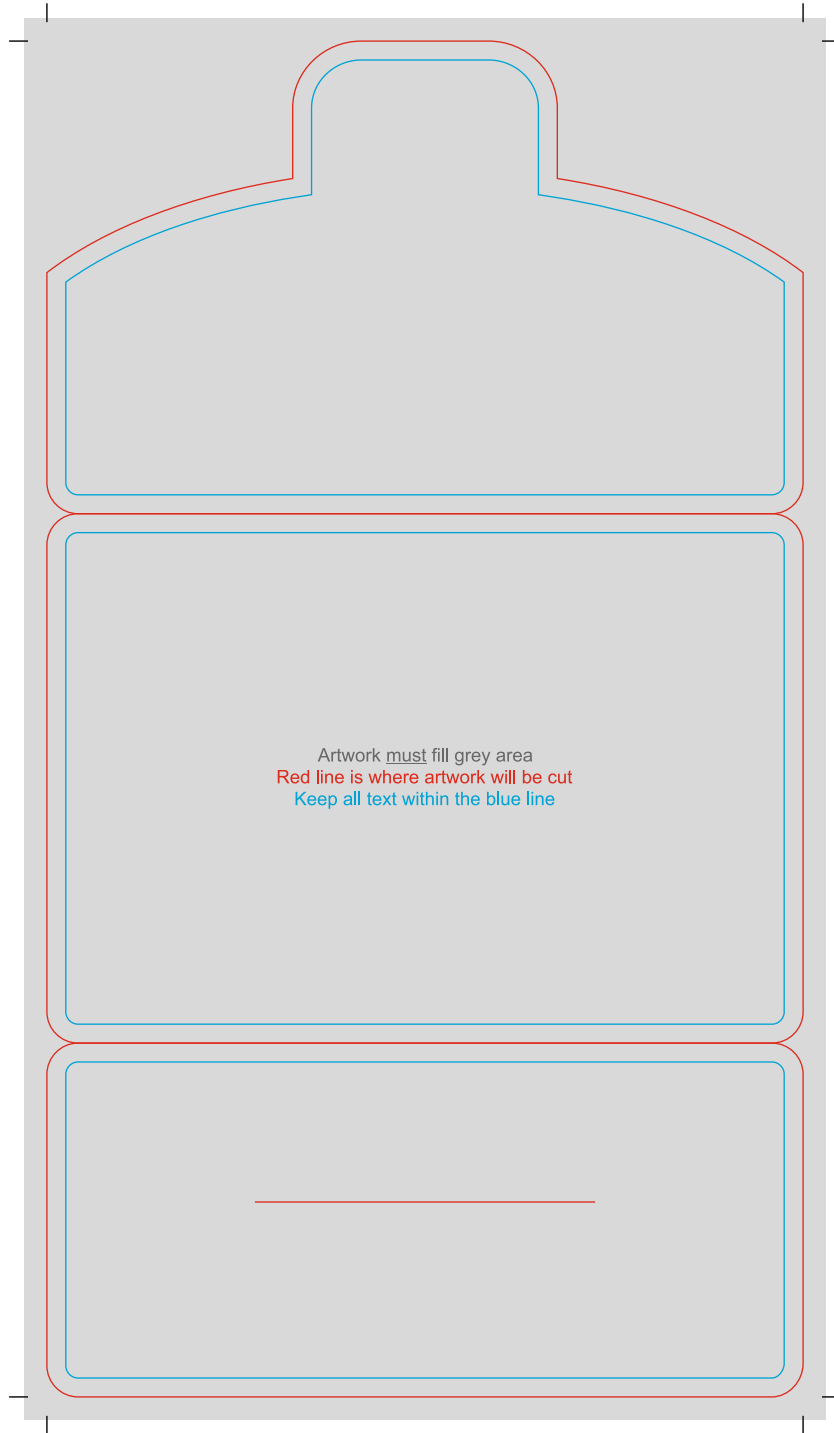 Artwork must fill grey area
Red line is where artwork will be cut
Keep all text within the blue line